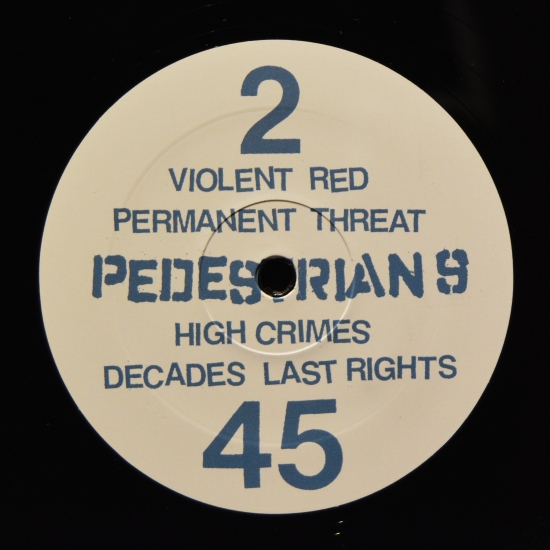 2
VIOLENT RED
PERMANENT THREAT
PEDESTRIANS
HIGH CRIMES
DECADES LAST RIGHTS
45